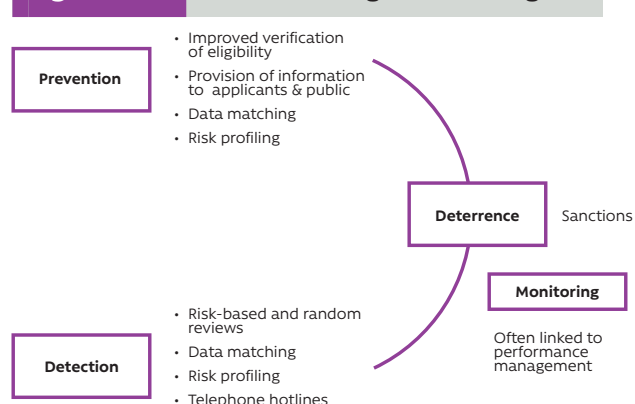 Prevention
• Improved verification
of eligibility
• Provision of information
to applicants & public
• Data matching
• Risk profiling
Deterrence
Sanctions
Monitoring
Often linked to
performance
management
Detection
• Risk-based and random
reviews
• Data matching
• Risk profiling
• Telephone hotlines